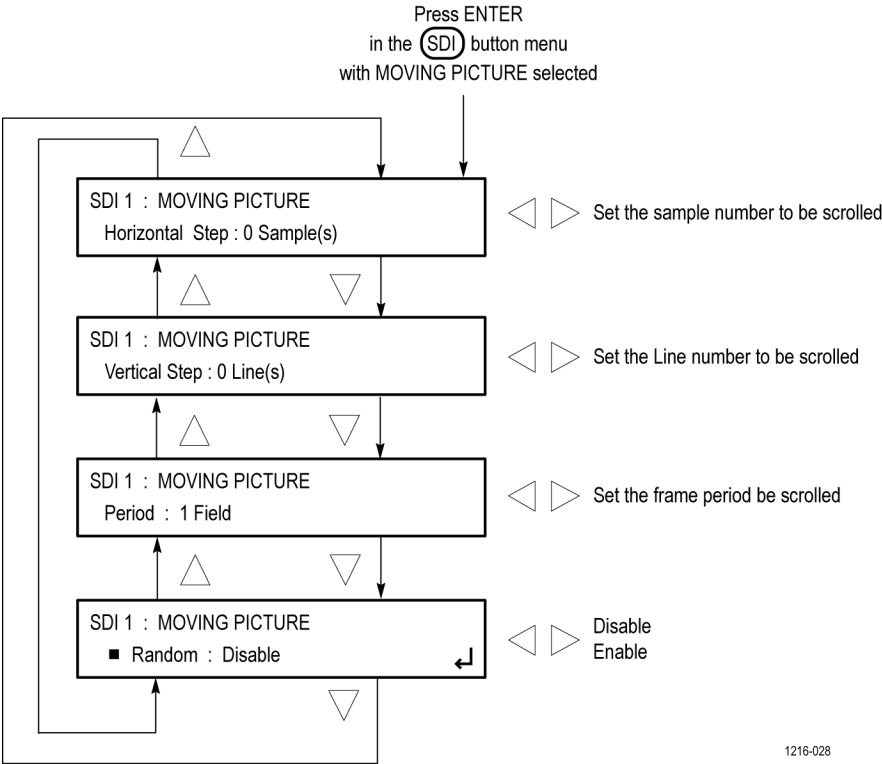 Press ENTER
in the SDI button menu
with MOVING PICTURE selected
SDI 1 : MOVING PICTURE
Horizontal Step : 0 Sample(s)
Set the sample number to be scrolled
SDI 1 : MOVING PICTURE
Vertical Step : 0 Line(s)
Set the Line number to be scrolled
SDI 1 : MOVING PICTURE
Period : 1 Field
Set the frame period be scrolled
SDI 1 : MOVING PICTURE
■ Random : Disable
Disable
Enable
1216-028